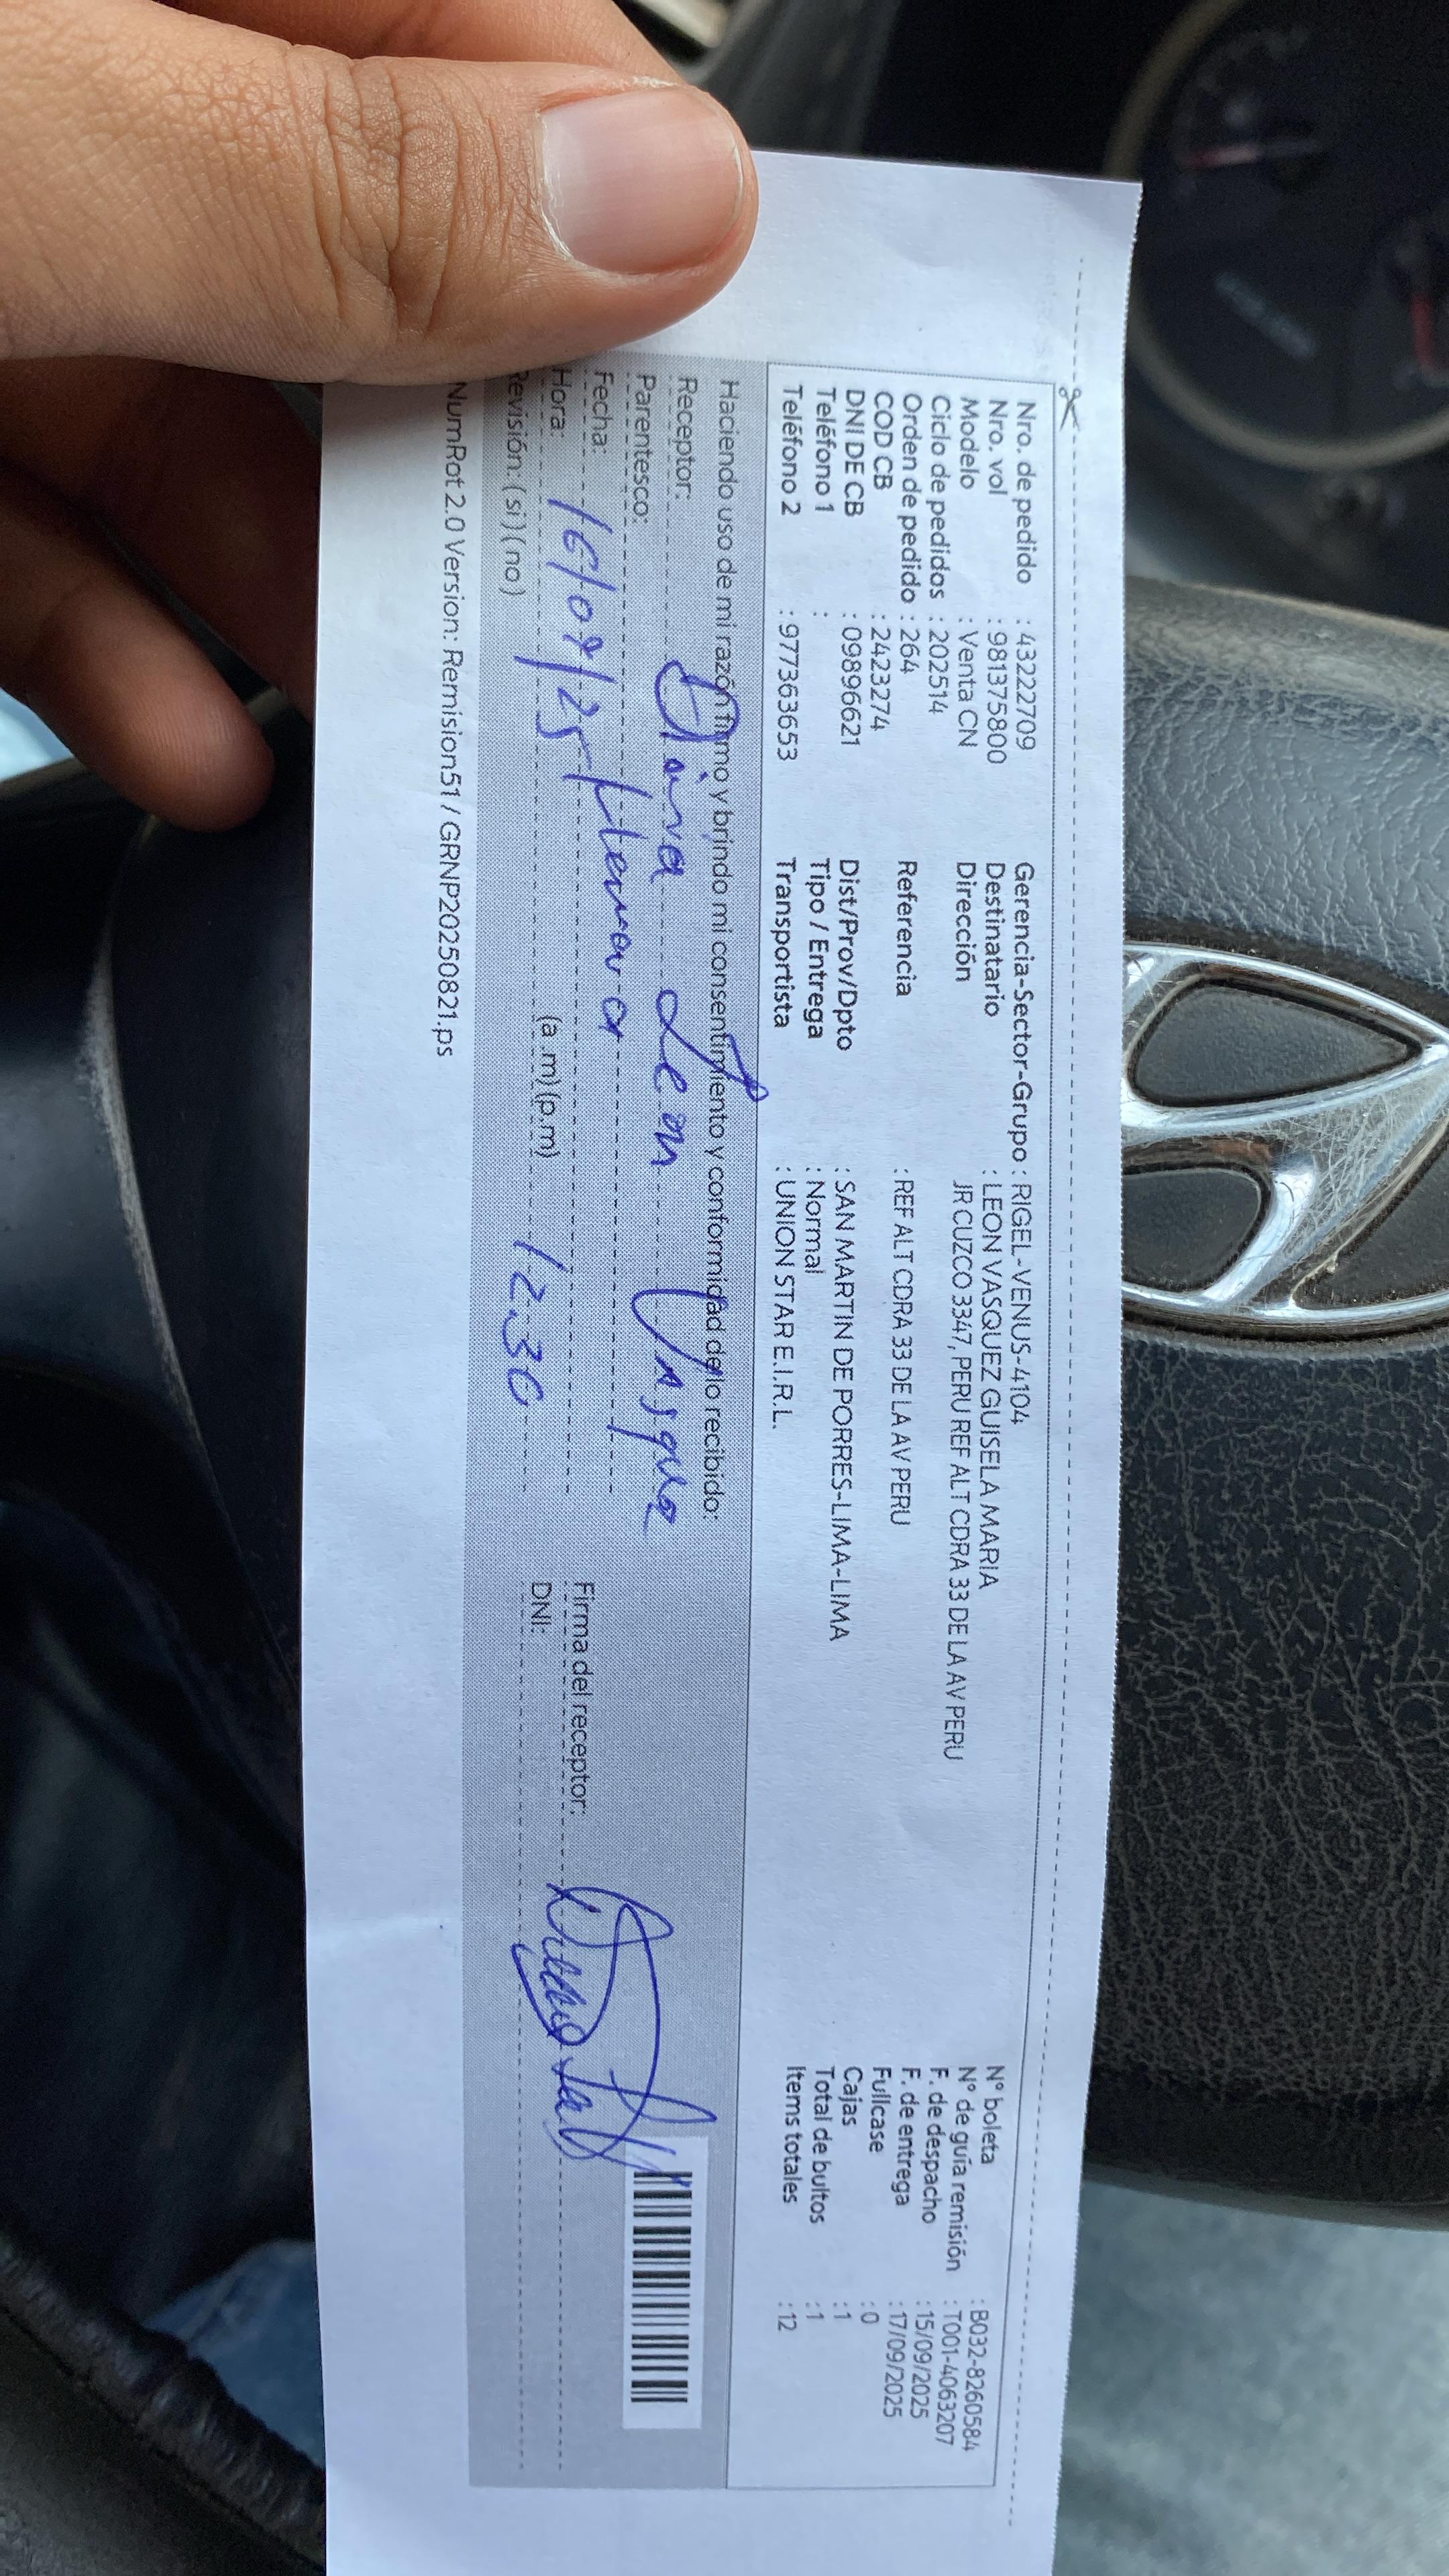 Nro. de pedido : 43222709
Nro. vol : 981375800
Modelo : Venta CN
Ciclo de pedidos : 202514
Orden de pedido : 264
COD CB : 2423274
DNI DE CB : 09896621
Teléfono 1 :
Teléfono 2 : 977363653
Gerencia-Sector-Grupo : RIGEL-VENUS-4104
Destinatario : LEON VASQUEZ GUISELA MARIA
Dirección JR CUZCO 3347, PERU REF ALT CDRA 33 DE LA AV PERU
Referencia : REF ALT CDRA 33 DE LA AV PERU
Dist/Prov/Dpto : SAN MARTIN DE PORRES-LIMA-LIMA
Tipo / Entrega : Normal
Transportista : UNION STAR E.I.R.L.
N° boleta : B032-8260584
N° de guía remisión : T001-4063207
F. de despacho : 15/09/2025
F. de entrega : 17/09/2025
Fullcase : 0
Cajas : 1
Total de bultos : 1
Items totales : 12
Haciendo uso de mi razón firmo y brindo mi consentimiento y conformidad de lo recibido:
Receptor: Diana Leon Vasque
Parentesco: Hermana
Fecha: 16/09/25
Hora: (a .m) (p.m) 12.30
Revisión: ( si ) ( no )
Firma del receptor:
DNI:
NumRot 2.0 Version: Remision51 / GRNP20250821.ps